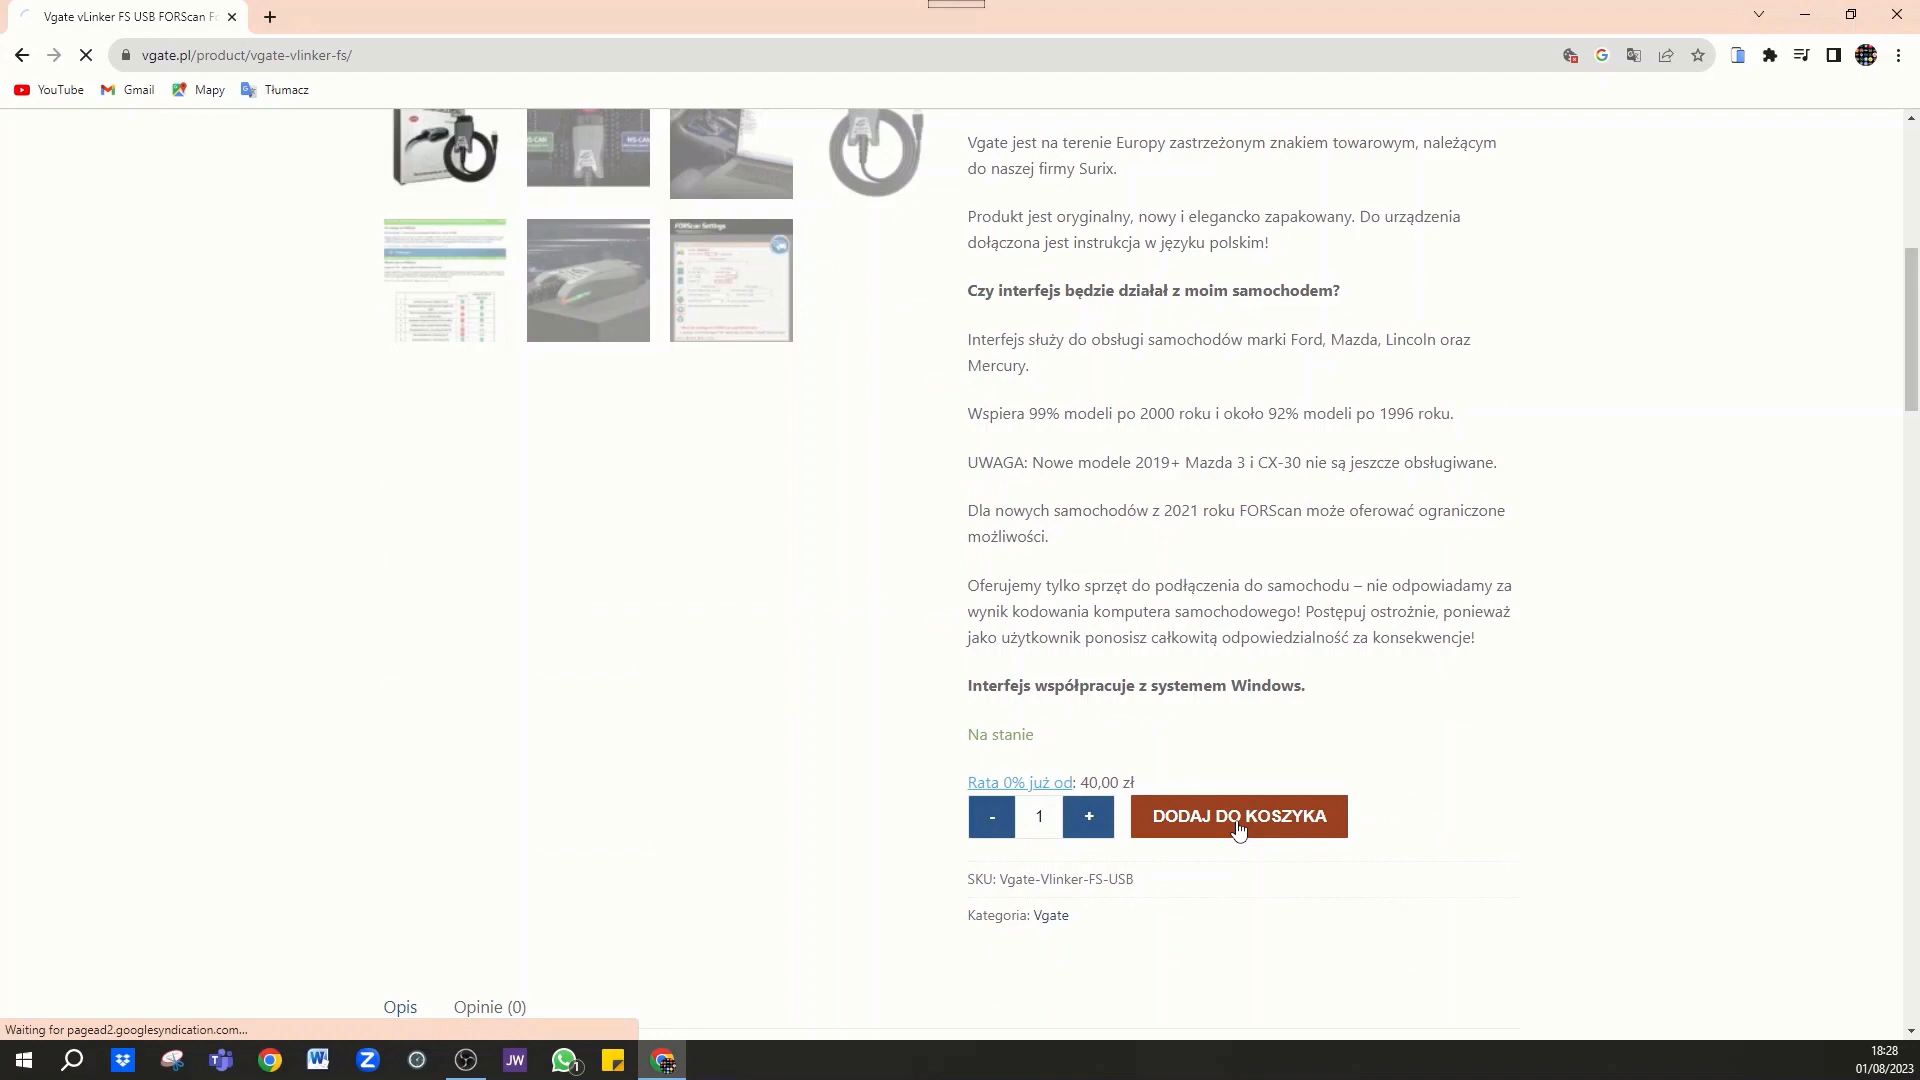 Vgate vLinker FS USB FORScan Fo
vgate.pl/product/vgate-vlinker-fs/
YouTube
Gmail
Mapy
Tłumacz
MS-CAN
FORScan Settings
Vgate jest na terenie Europy zastrzeżonym znakiem towarowym, należącym
do naszej firmy Surix.
Produkt jest oryginalny, nowy i elegancko zapakowany. Do urządzenia
dołączona jest instrukcja w języku polskim!
Czy interfejs będzie działał z moim samochodem?
Interfejs służy do obsługi samochodów marki Ford, Mazda, Lincoln oraz
Mercury.
Wspiera 99% modeli po 2000 roku i około 92% modeli po 1996 roku.
UWAGA: Nowe modele 2019+ Mazda 3 i CX-30 nie są jeszcze obsługiwane.
Dla nowych samochodów z 2021 roku FORScan może oferować ograniczone
możliwości.
Oferujemy tylko sprzęt do podłączenia do samochodu – nie odpowiadamy za
wynik kodowania komputera samochodowego! Postępuj ostrożnie, ponieważ
jako użytkownik ponosisz całkowitą odpowiedzialność za konsekwencje!
Interfejs współpracuje z systemem Windows.
Na stanie
Rata 0% już od: 40,00 zł
- 1 + DODAJ DO KOSZYKA
SKU: Vgate-Vlinker-FS-USB
Kategoria: Vgate
Opis Opinie (0)
Waiting for pagead2.googlesyndication.com...
JW
1
18:28
01/08/2023